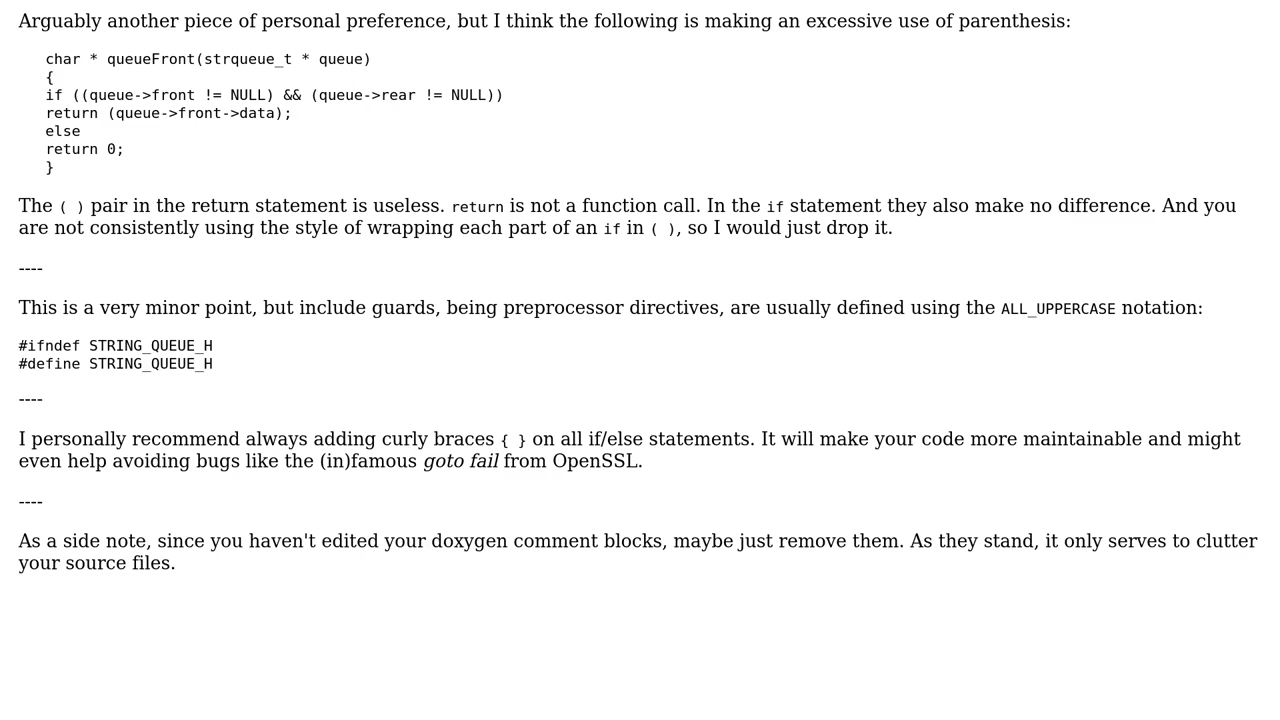 Arguably another piece of personal preference, but I think the following is making an excessive use of parenthesis:
char * queueFront(strqueue_t * queue)
{
if ((queue->front != NULL) && (queue->rear != NULL))
return (queue->front->data);
else
return 0;
}
The ( ) pair in the return statement is useless. return is not a function call. In the if statement they also make no difference. And you
are not consistently using the style of wrapping each part of an if in ( ), so I would just drop it.
----
This is a very minor point, but include guards, being preprocessor directives, are usually defined using the ALL_UPPERCASE notation:
#ifndef STRING_QUEUE_H
#define STRING_QUEUE_H
----
I personally recommend always adding curly braces { } on all if/else statements. It will make your code more maintainable and might
even help avoiding bugs like the (in)famous goto fail from OpenSSL.
----
As a side note, since you haven't edited your doxygen comment blocks, maybe just remove them. As they stand, it only serves to clutter
your source files.